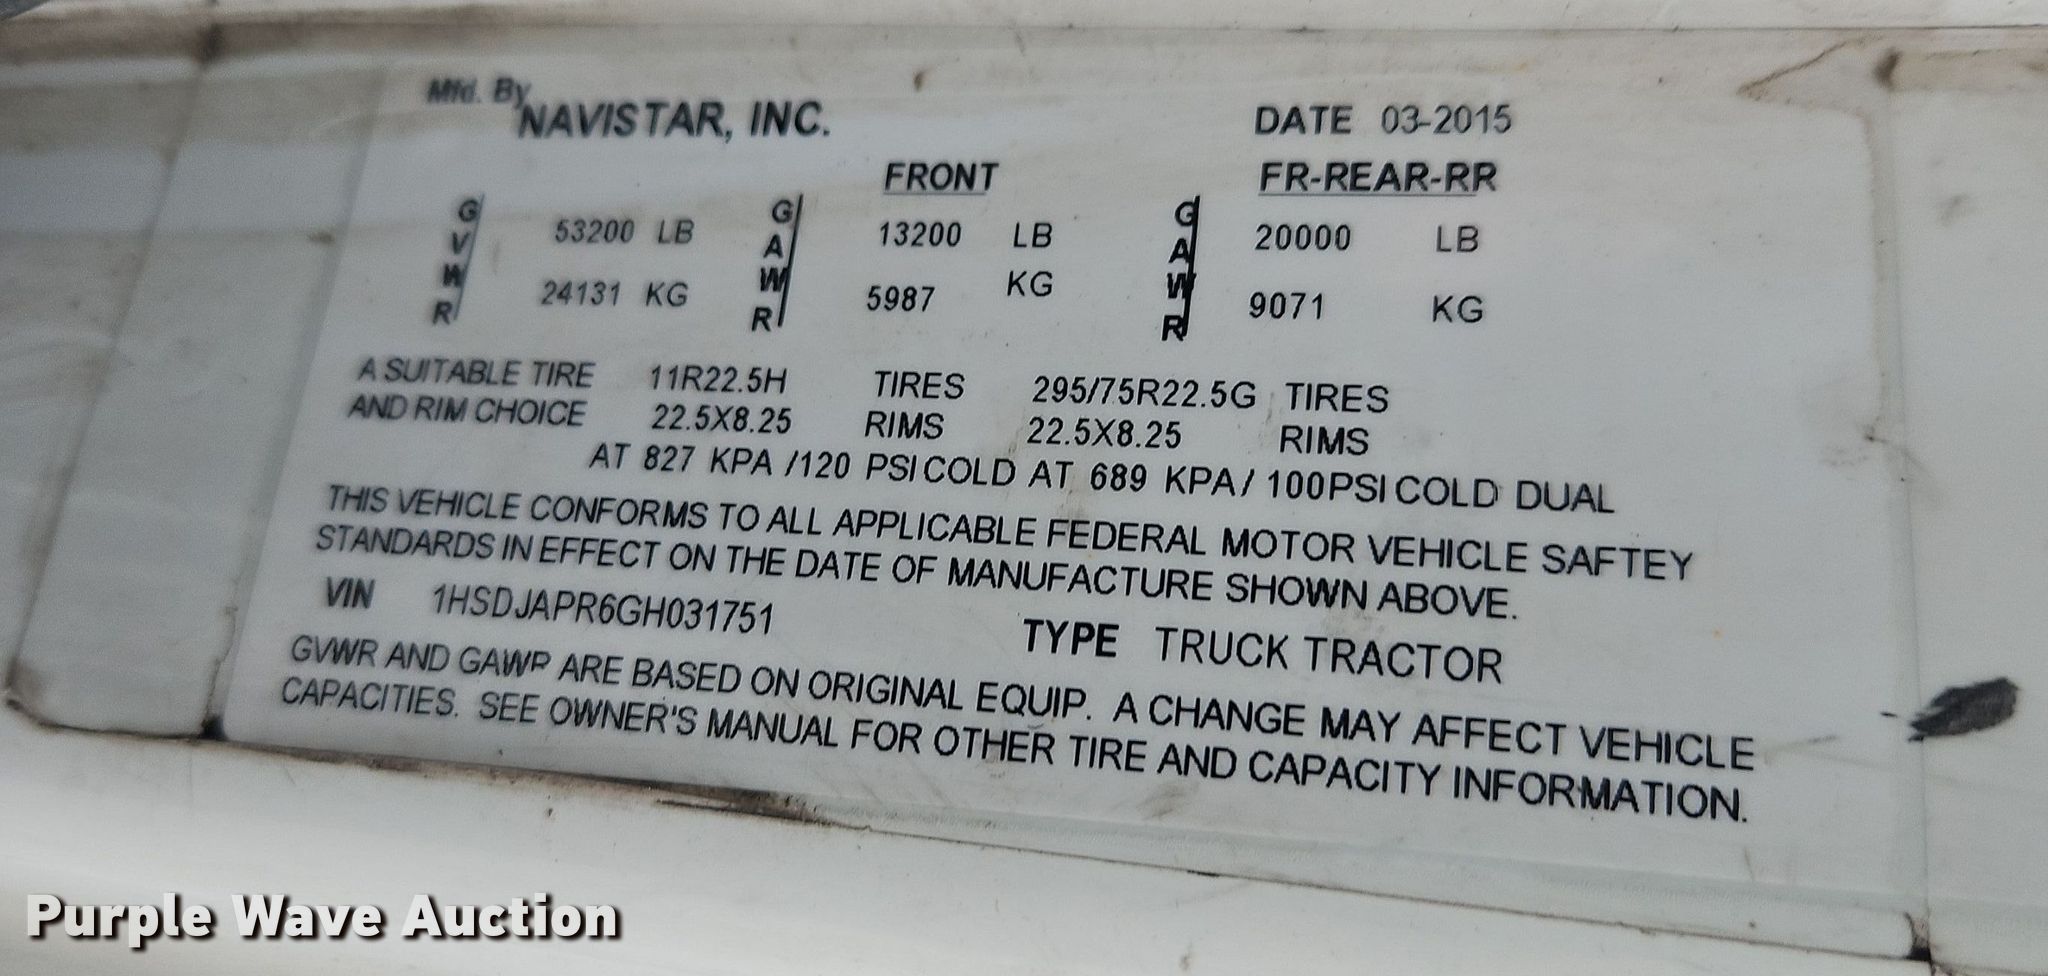 Mfd. By
NAVISTAR, INC.
DATE 03-2015
FRONT FR-REAR-RR
GVWR 53200 LB GAWR 13200 LB GAWR 20000 LB
24131 KG 5987 KG 9071 KG
A SUITABLE TIRE 11R22.5H TIRES 295/75R22.5G TIRES
AND RIM CHOICE 22.5X8.25 RIMS 22.5X8.25 RIMS
AT 827 KPA /120 PSI COLD AT 689 KPA/ 100PSI COLD DUAL
THIS VEHICLE CONFORMS TO ALL APPLICABLE FEDERAL MOTOR VEHICLE SAFTEY
STANDARDS IN EFFECT ON THE DATE OF MANUFACTURE SHOWN ABOVE.
VIN 1HSDJAPR6GH031751 TYPE TRUCK TRACTOR
GVWR AND GAWR ARE BASED ON ORIGINAL EQUIP. A CHANGE MAY AFFECT VEHICLE
CAPACITIES. SEE OWNER'S MANUAL FOR OTHER TIRE AND CAPACITY INFORMATION.
Purple Wave Auction